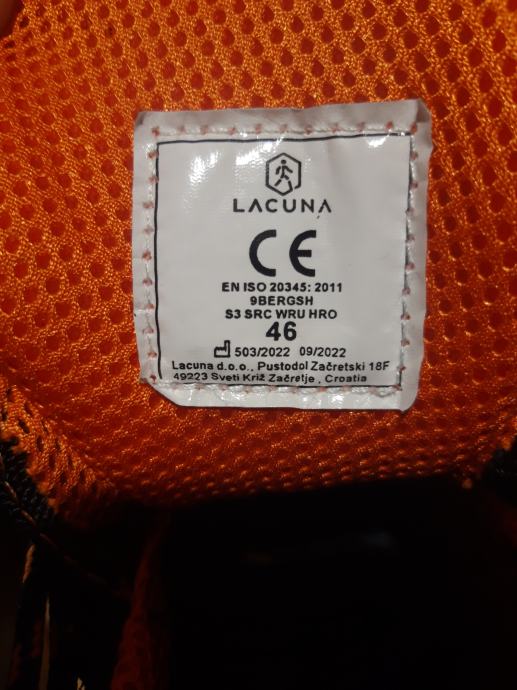 LACUNA
CE
EN ISO 20345: 2011
9BERGSH
S3 SRC WRU HRO
46
503/2022 09/2022
Lacuna d.o.o., Pustodol Začretski 18F
49223 Sveti Križ Začretje , Croatia